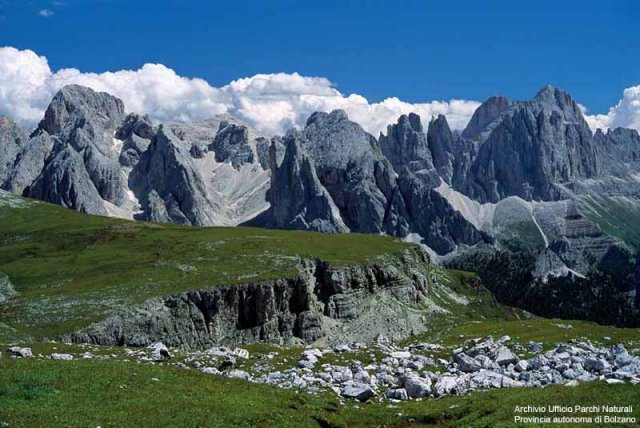 Archivio Ufficio Parchi Naturali
Provincia autonoma di Bolzano